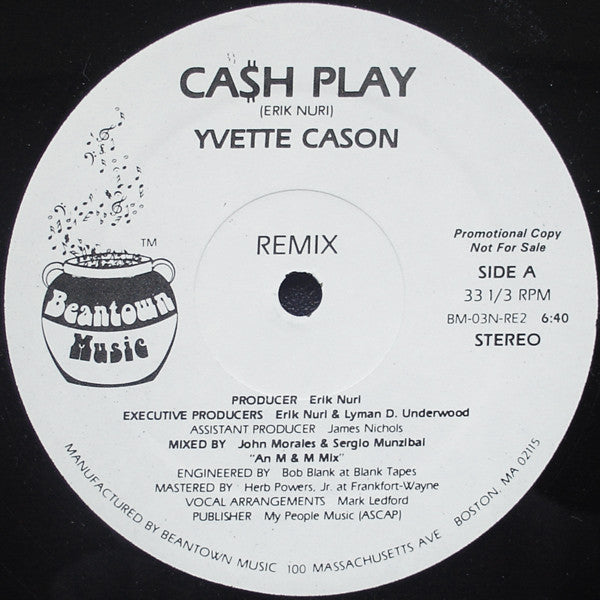 CA$H PLAY
(ERIK NURI)
YVETTE CASON
REMIX
TM
Beantown
Music
Promotional Copy
Not For Sale
SIDE A
33 1/3 RPM
BM-03N-RE2 6:40
STEREO
PRODUCER Erik Nuri
EXECUTIVE PRODUCERS Erik Nuri & Lyman D. Underwood
ASSISTANT PRODUCER James Nichols
MIXED BY John Morales & Sergio Munzibai
"An M & M Mix"
ENGINEERED BY Bob Blank at Blank Tapes
MASTERED BY Herb Powers, Jr. at Frankfort-Wayne
VOCAL ARRANGEMENTS Mark Ledford
PUBLISHER My People Music (ASCAP)
MANUFACTURED BY BEANTOWN MUSIC 100 MASSACHUSETTS AVE BOSTON, MA 02115